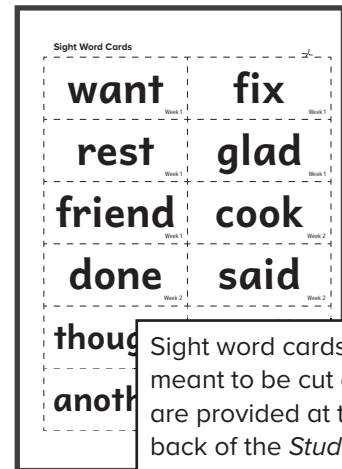 Sight Word Cards
want fix
Week 1 Week 1
rest glad
Week 1 Week 1
friend cook
Week 1 Week 2
done said
Week 2 Week 2
Sight word cards
meant to be cut
are provided at
back of the